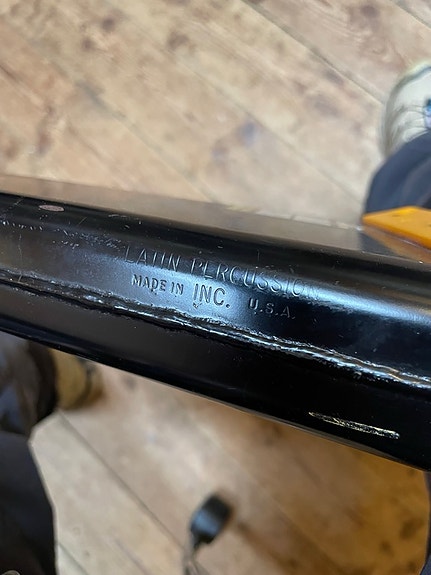 LATIN PERCUSSION
MADE IN INC. U.S.A.